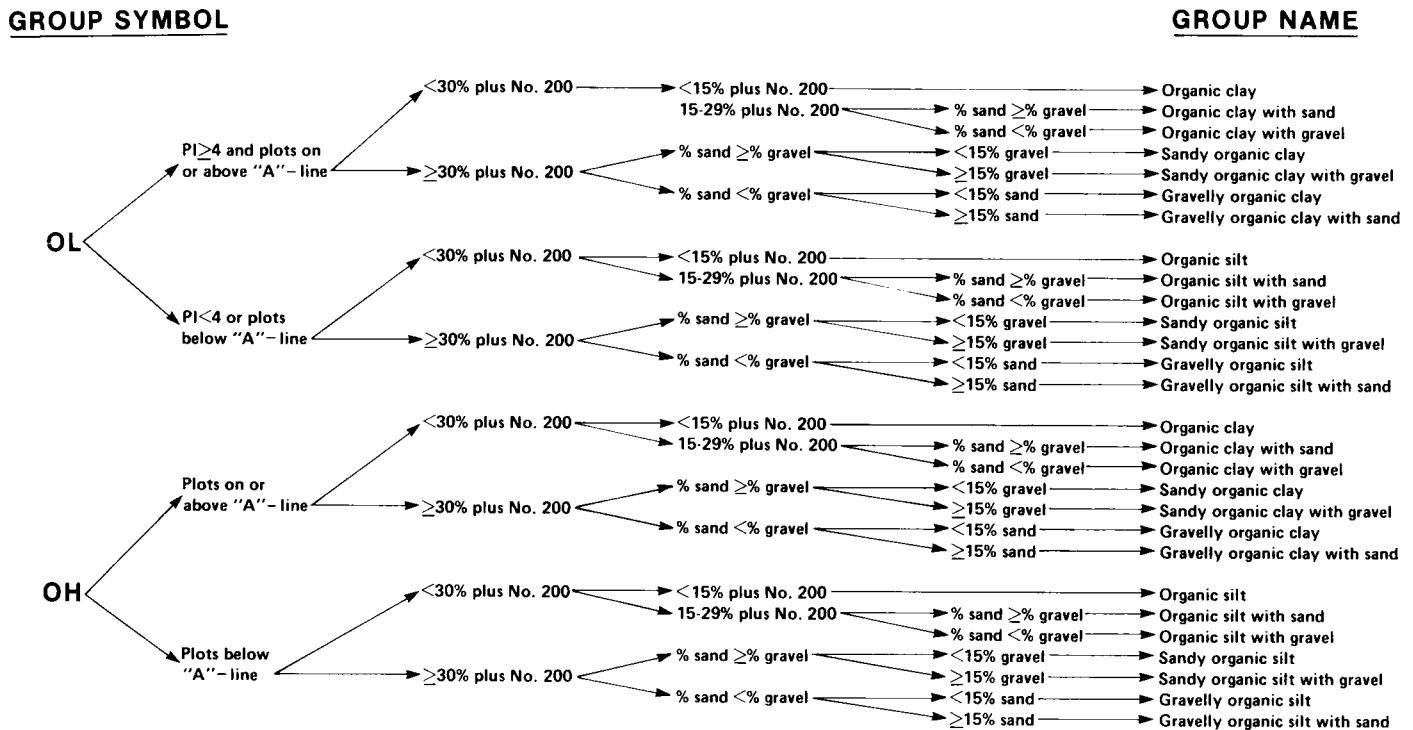 GROUP SYMBOL GROUP NAME
<30% plus No. 200 <15% plus No. 200 Organic clay
15-29% plus No. 200 % sand ≥% gravel Organic clay with sand
% sand <% gravel Organic clay with gravel
PI≥4 and plots on
or above "A"-line
≥30% plus No. 200 % sand ≥% gravel <15% gravel Sandy organic clay
≥15% gravel Sandy organic clay with gravel
% sand <% gravel <15% sand Gravelly organic clay
≥15% sand Gravelly organic clay with sand
OL
<30% plus No. 200 <15% plus No. 200 Organic silt
15-29% plus No. 200 % sand ≥% gravel Organic silt with sand
% sand <% gravel Organic silt with gravel
PI<4 or plots
below "A"-line
≥30% plus No. 200 % sand ≥% gravel <15% gravel Sandy organic silt
≥15% gravel Sandy organic silt with gravel
% sand <% gravel <15% sand Gravelly organic silt
≥15% sand Gravelly organic silt with sand
<30% plus No. 200 <15% plus No. 200 Organic clay
15-29% plus No. 200 % sand ≥% gravel Organic clay with sand
% sand <% gravel Organic clay with gravel
Plots on or
above "A"-line
≥30% plus No. 200 % sand ≥% gravel <15% gravel Sandy organic clay
≥15% gravel Sandy organic clay with gravel
% sand <% gravel <15% sand Gravelly organic clay
≥15% sand Gravelly organic clay with sand
OH
<30% plus No. 200 <15% plus No. 200 Organic silt
15-29% plus No. 200 % sand ≥% gravel Organic silt with sand
% sand <% gravel Organic silt with gravel
Plots below
"A"-line
≥30% plus No. 200 % sand ≥% gravel <15% gravel Sandy organic silt
≥15% gravel Sandy organic silt with gravel
% sand <% gravel <15% sand Gravelly organic silt
≥15% sand Gravelly organic silt with sand